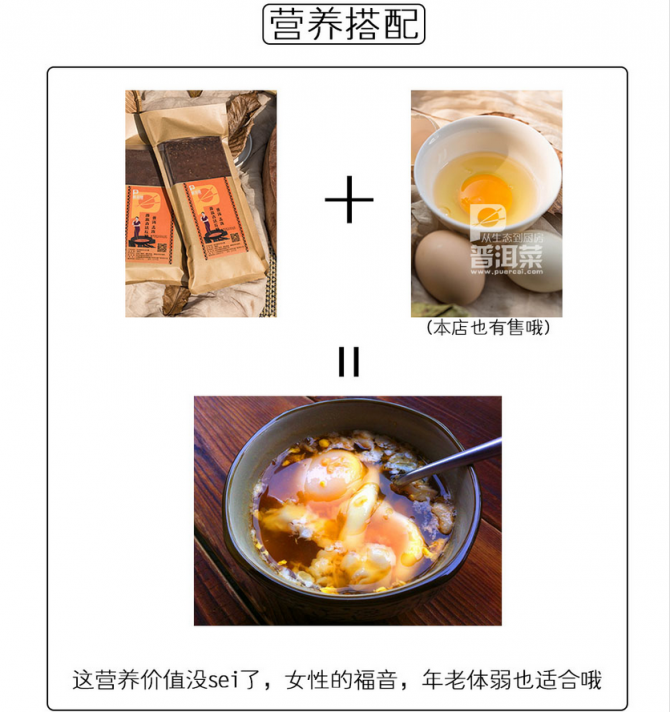 营养搭配
从生态到厨房
普洱菜
www.puercai.com
(本店也有售哦)
这营养价值没sei了，女性的福音，年老体弱也适合哦